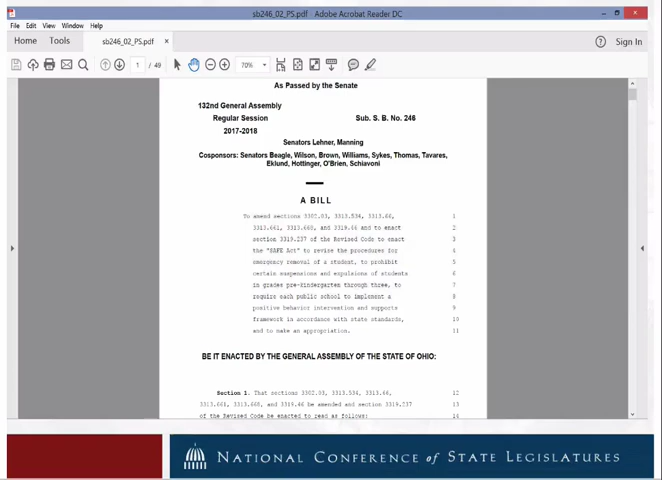 sb246_02_PS.pdf - Adobe Acrobat Reader DC
File Edit View Window Help
Home Tools sb246_02_PS.pdf × Sign In
1 / 49 70%
As Passed by the Senate
132nd General Assembly
Regular Session Sub. S. B. No. 246
2017-2018
Senators Lehner, Manning
Cosponsors: Senators Beagle, Wilson, Brown, Williams, Sykes, Thomas, Tavares,
Eklund, Hottinger, O'Brien, Schiavoni
A BILL
To amend sections 3302.03, 3313.534, 3313.66, 1
3313.661, 3313.668, and 3319.46 and to enact 2
section 3319.237 of the Revised Code to enact 3
the "SAFE Act" to revise the procedures for 4
emergency removal of a student, to prohibit 5
certain suspensions and expulsions of students 6
in grades pre-kindergarten through three, to 7
require each public school to implement a 8
positive behavior intervention and supports 9
framework in accordance with state standards, 10
and to make an appropriation. 11
BE IT ENACTED BY THE GENERAL ASSEMBLY OF THE STATE OF OHIO:
Section 1. That sections 3302.03, 3313.534, 3313.66, 12
3313.661, 3313.668, and 3319.46 be amended and section 3319.237 13
of the Revised Code be enacted to read as follows: 14
NATIONAL CONFERENCE of STATE LEGISLATURES